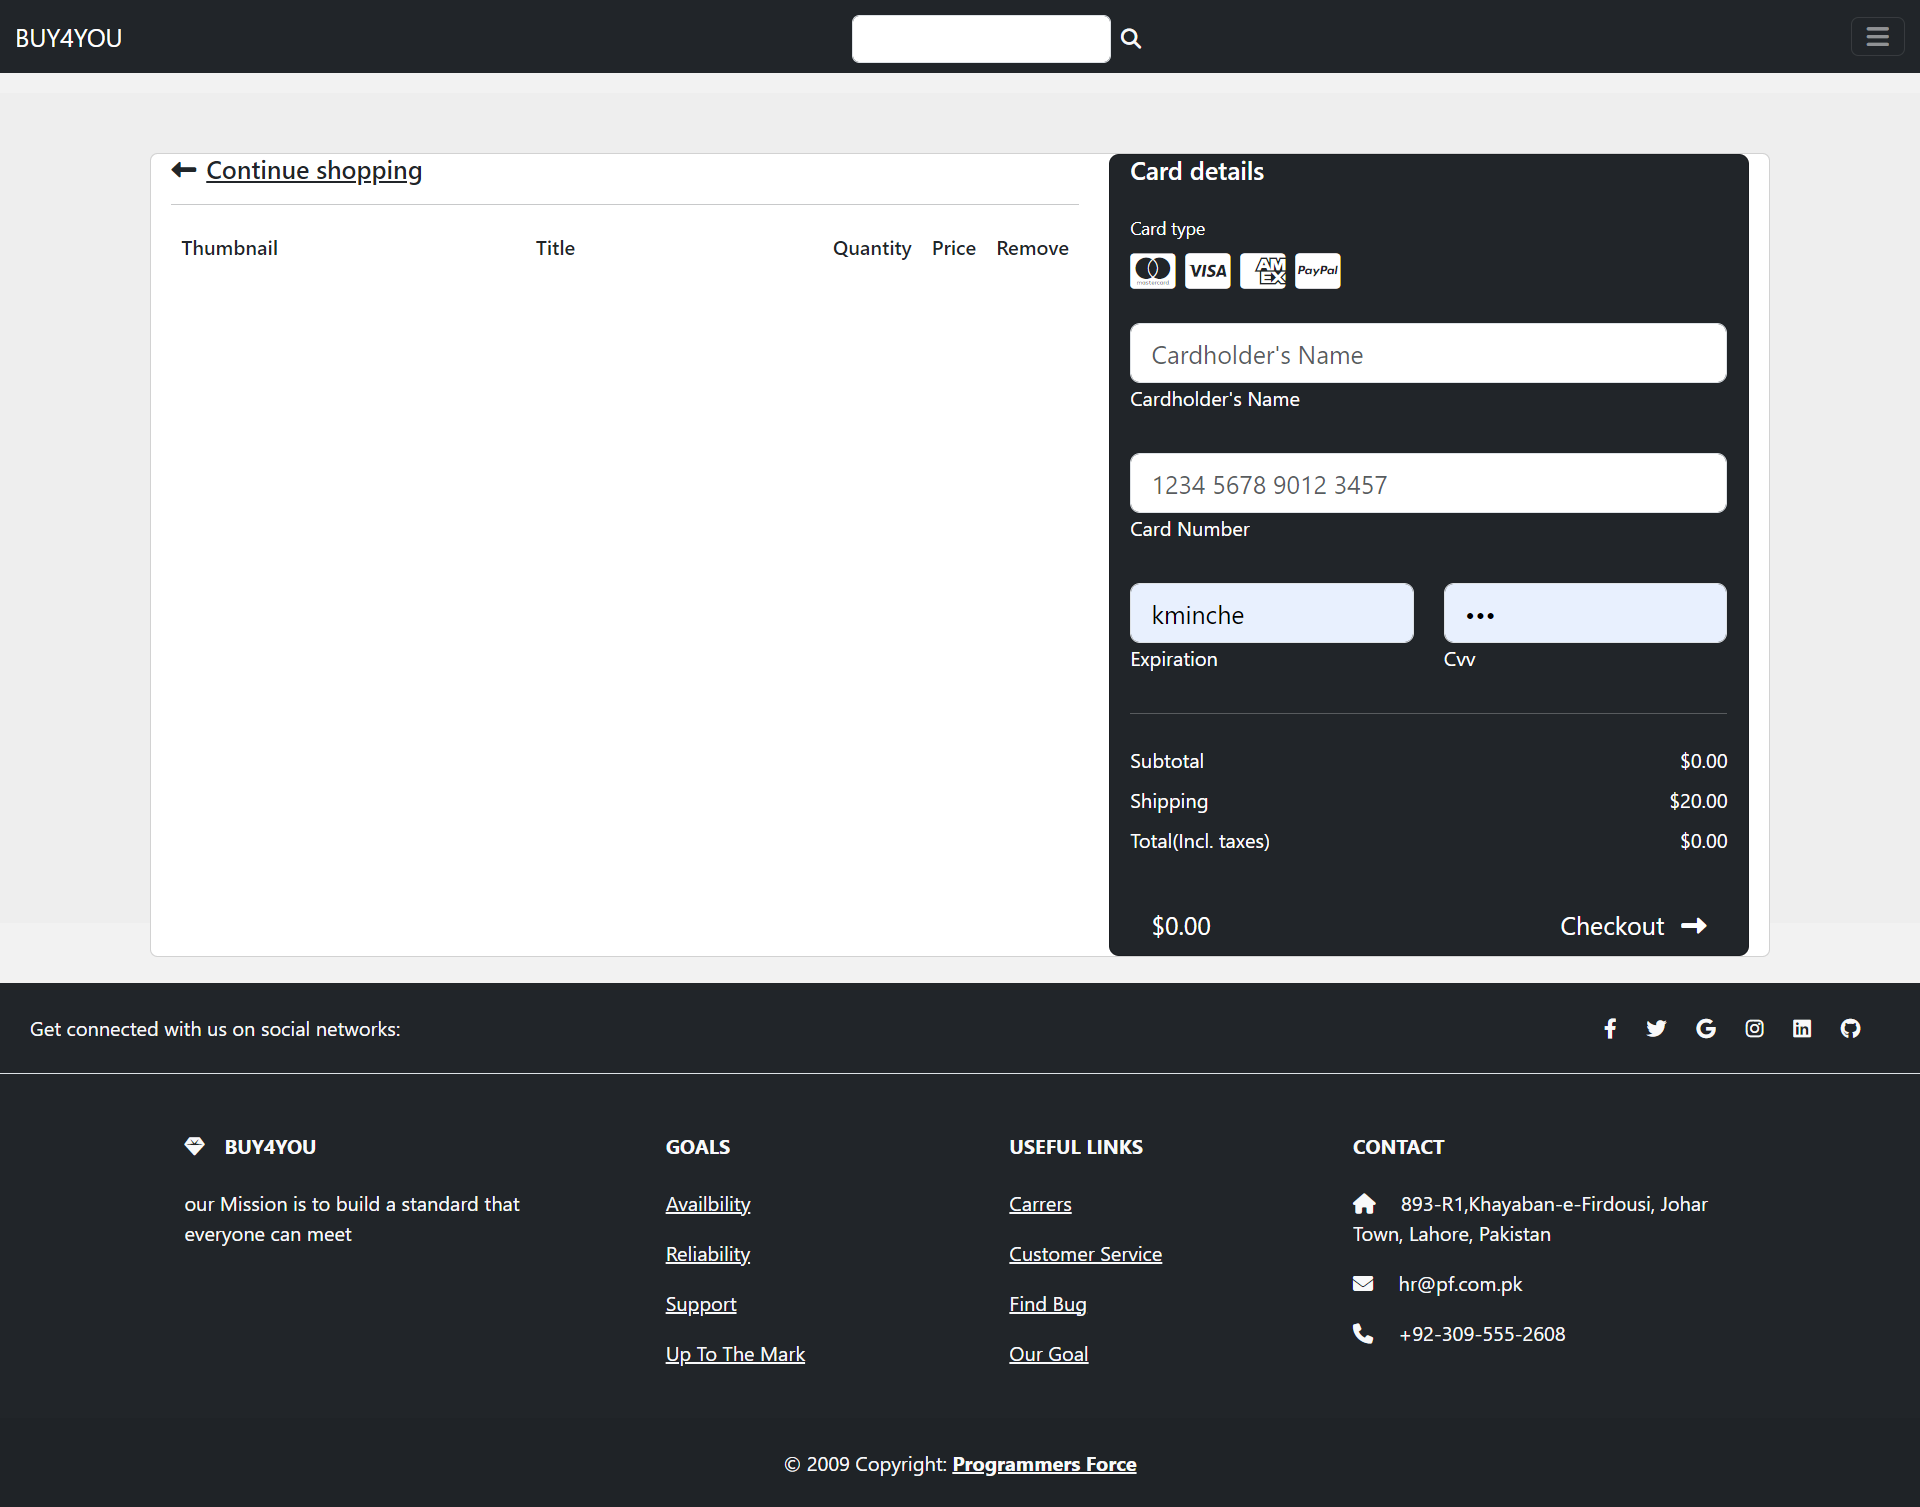 BUY4YOU
Continue shopping
Thumbnail Title Quantity Price Remove
Card details
Card type
mastercard VISA AM EX PayPal
Cardholder's Name
Cardholder's Name
1234 5678 9012 3457
Card Number
kminche •••
Expiration Cvv
Subtotal $0.00
Shipping $20.00
Total(Incl. taxes) $0.00
$0.00 Checkout
Get connected with us on social networks:
BUY4YOU
our Mission is to build a standard that
everyone can meet
GOALS
Availbility
Reliability
Support
Up To The Mark
USEFUL LINKS
Carrers
Customer Service
Find Bug
Our Goal
CONTACT
893-R1,Khayaban-e-Firdousi, Johar
Town, Lahore, Pakistan
hr@pf.com.pk
+92-309-555-2608
© 2009 Copyright: Programmers Force